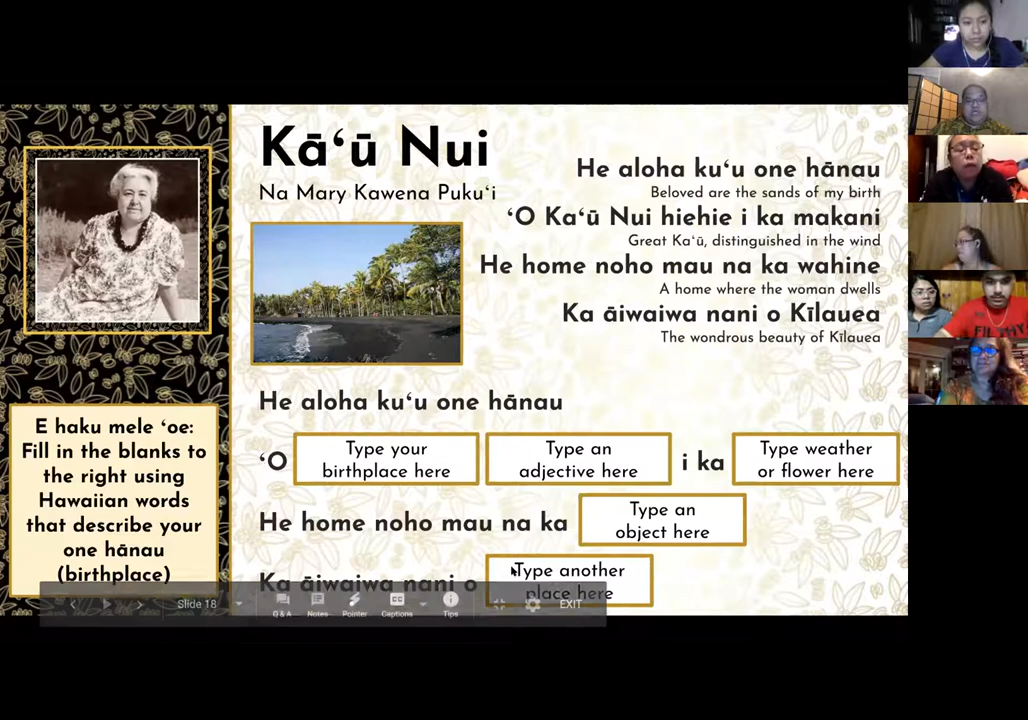 Kāʻū Nui
Na Mary Kawena Pukuʻi
He aloha kuʻu one hānau
Beloved are the sands of my birth
ʻO Kaʻū Nui hiehie i ka makani
Great Kaʻū, distinguished in the wind
He home noho mau na ka wahine
A home where the woman dwells
Ka āiwaiwa nani o Kīlauea
The wondrous beauty of Kīlauea
E haku mele ʻoe:
Fill in the blanks to
the right using
Hawaiian words
that describe your
one hānau
(birthplace)
He aloha kuʻu one hānau
ʻO Type your birthplace here Type an adjective here i ka Type weather or flower here
He home noho mau na ka Type an object here
Ka āiwaiwa nani o Type another place here
Slide 18
Q & A Notes Pointer Captions Tips EXIT
FILTHY